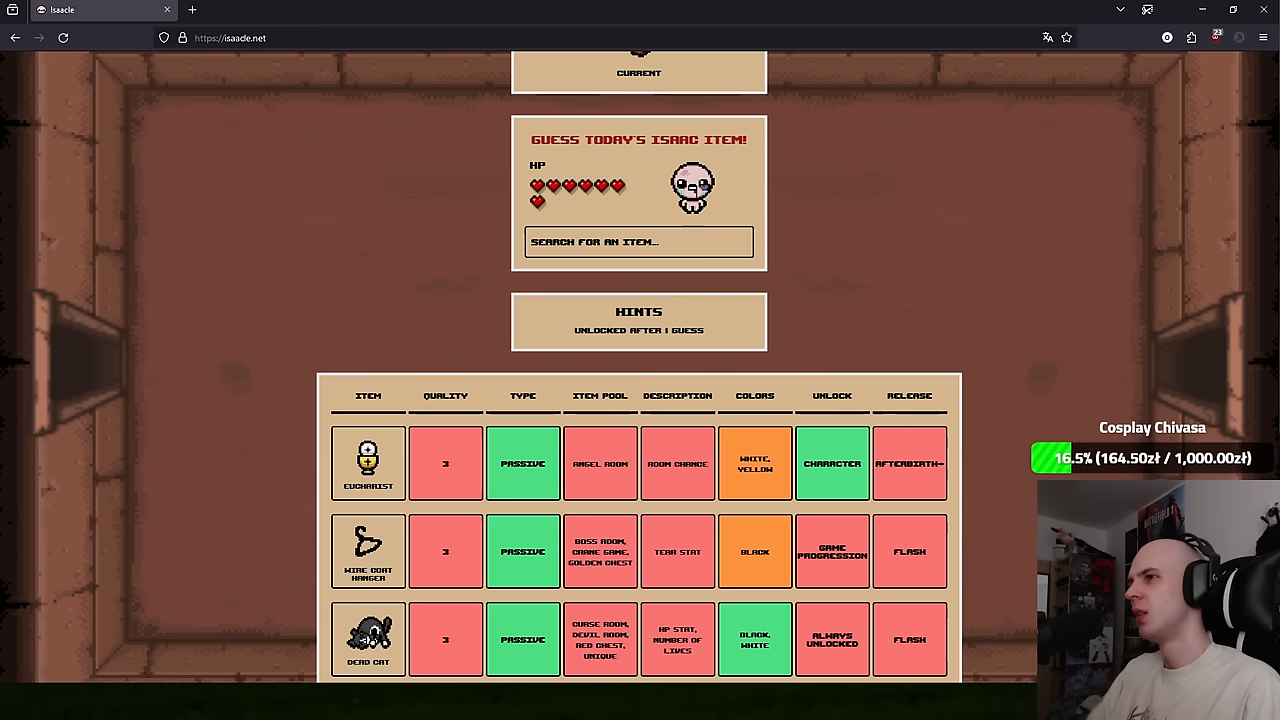 Isaacle
https://isaacle.net
23
CURRENT
GUESS TODAY'S ISAAC ITEM!
HP
SEARCH FOR AN ITEM...
HINTS
UNLOCKED AFTER 1 GUESS
ITEM QUALITY TYPE ITEM POOL DESCRIPTION COLORS UNLOCK RELEASE
EUCHARIST
3
PASSIVE
ANGEL ROOM
ROOM CHANCE
WHITE,
YELLOW
CHARACTER
AFTERBIRTH+
WIRE COAT
HANGER
3
PASSIVE
BOSS ROOM,
CRANE GAME,
GOLDEN CHEST
TEAR STAT
BLACK
GAME
PROGRESSION
FLASH
DEAD CAT
3
PASSIVE
CURSE ROOM,
DEVIL ROOM,
RED CHEST,
UNIQUE
HP STAT,
NUMBER OF
LIVES
BLACK,
WHITE
ALWAYS
UNLOCKED
FLASH
Cosplay Chivasa
16.5% (164.50zł / 1,000.00zł)